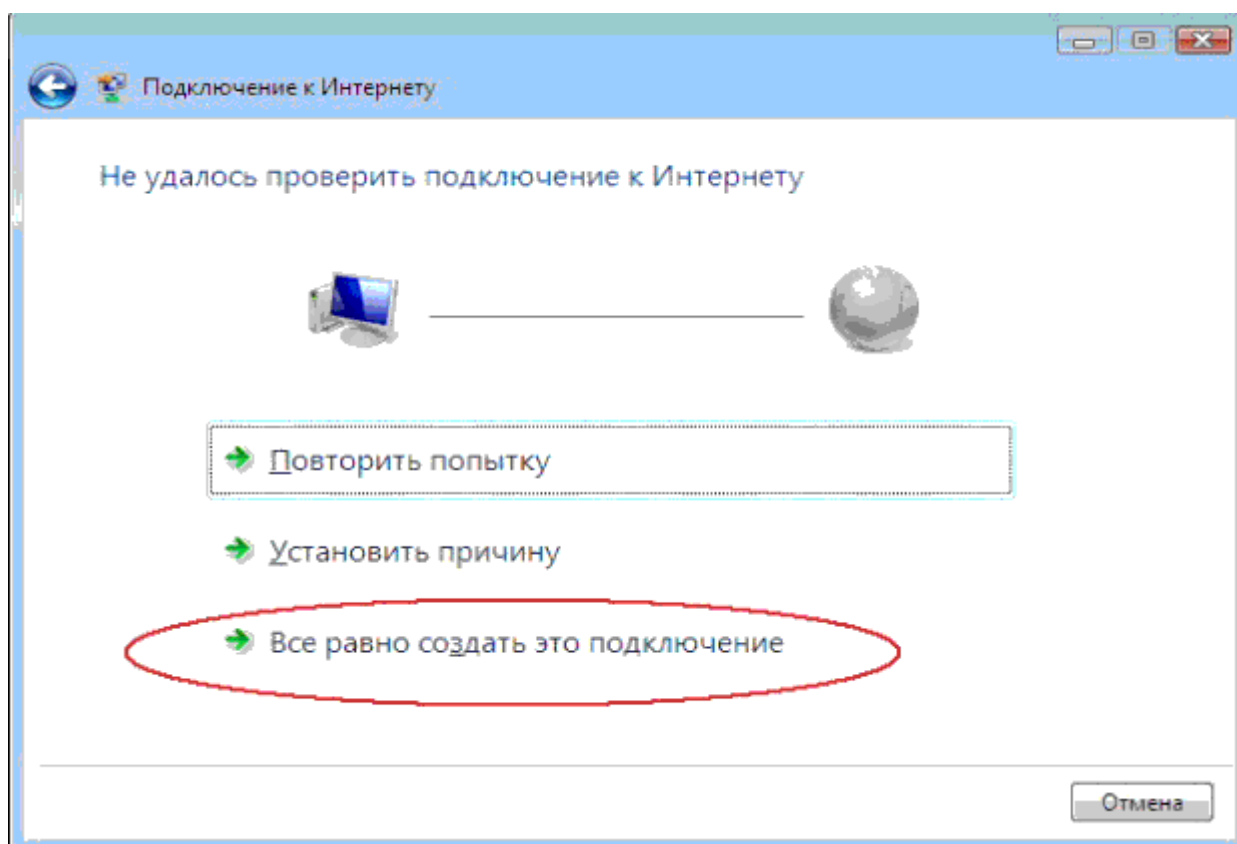 Подключение к Интернету
Не удалось проверить подключение к Интернету
Повторить попытку
Установить причину
Все равно создать это подключение
Отмена